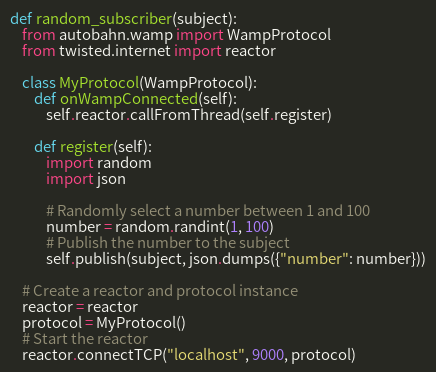 def random_subscriber(subject):
from autobahn.wamp import WampProtocol
from twisted.internet import reactor
class MyProtocol(WampProtocol):
def onWampConnected(self):
self.reactor.callFromThread(self.register)
def register(self):
import random
import json
# Randomly select a number between 1 and 100
number = random.randint(1, 100)
# Publish the number to the subject
self.publish(subject, json.dumps({"number": number}))
# Create a reactor and protocol instance
reactor = reactor
protocol = MyProtocol()
# Start the reactor
reactor.connectTCP("localhost", 9000, protocol)